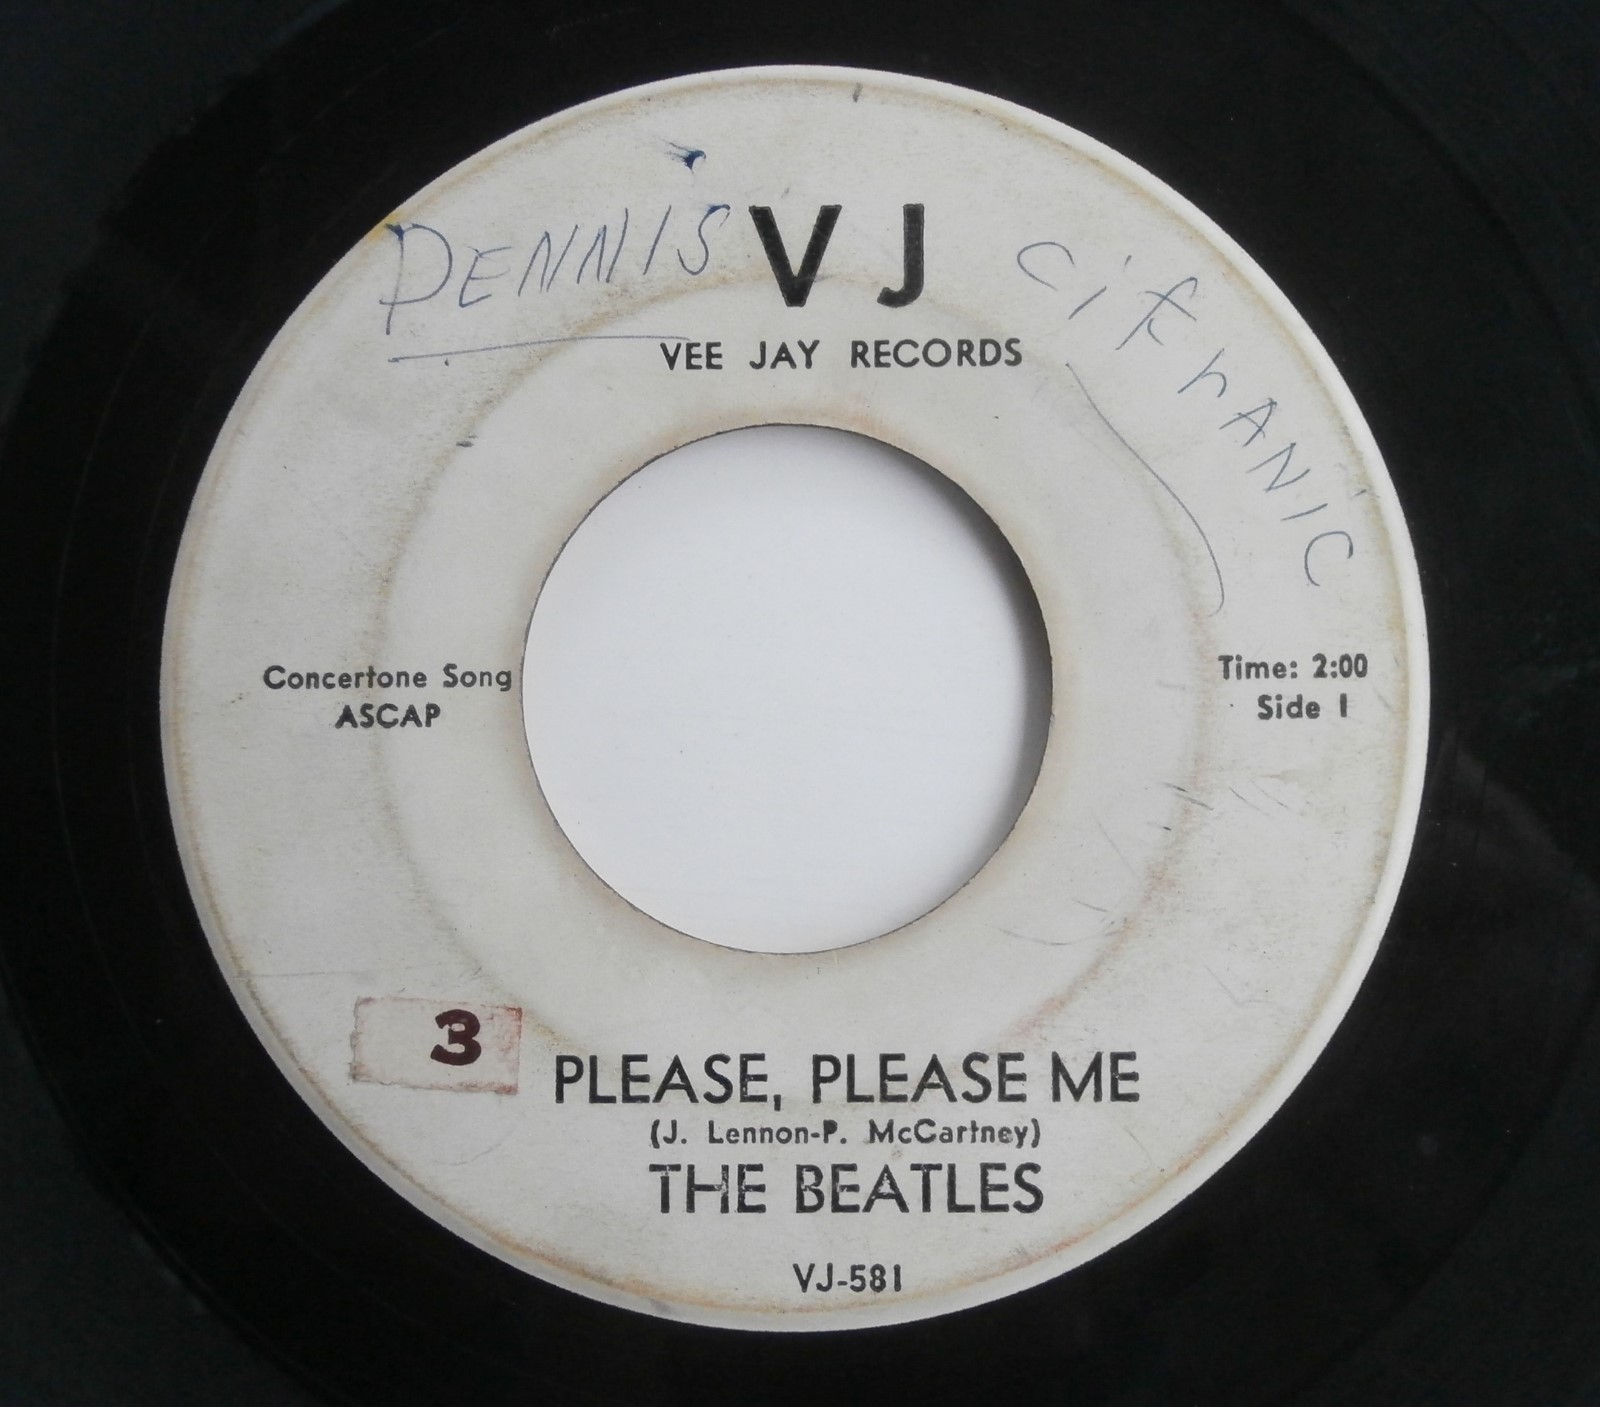 DENNIS
VJ
cifrANiC
VEE JAY RECORDS
Concertone Song
ASCAP
Time: 2:00
Side 1
3
PLEASE, PLEASE ME
(J. Lennon-P. McCartney)
THE BEATLES
VJ-581